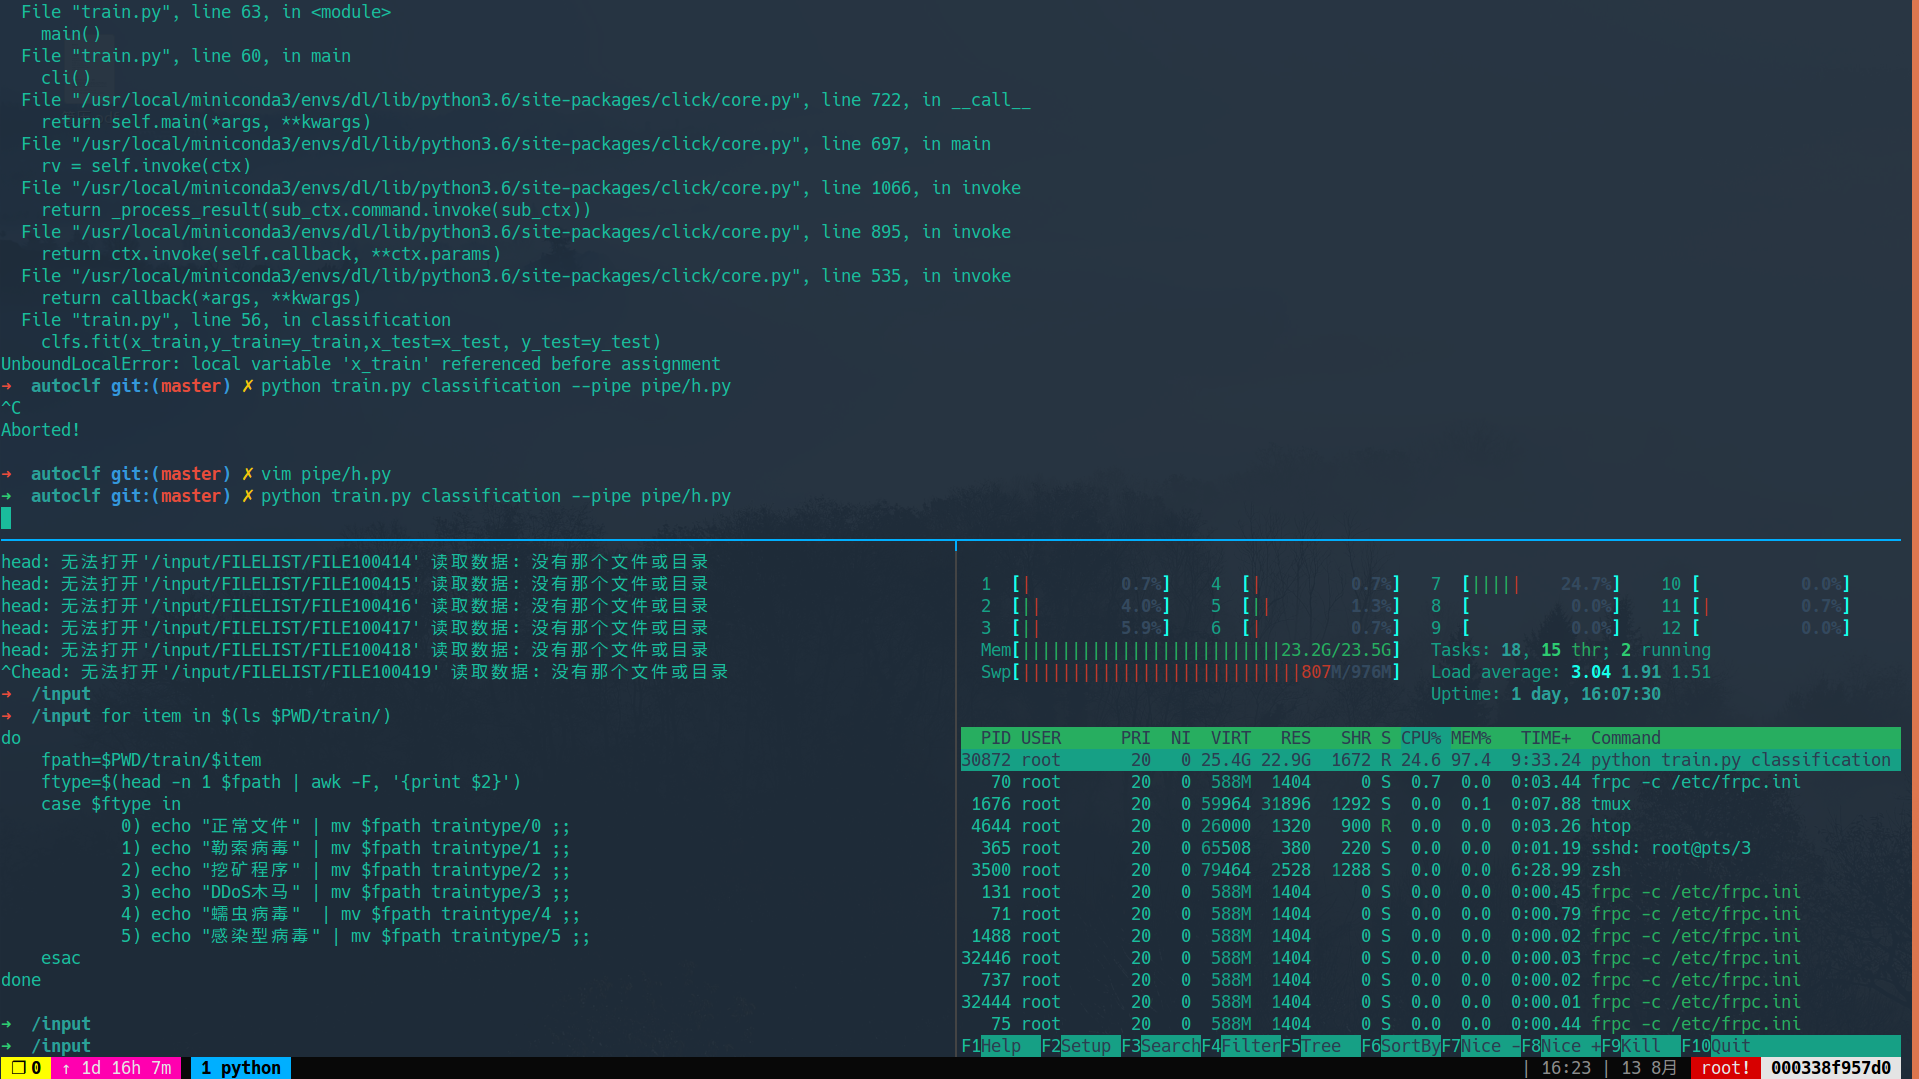 File "train.py", line 63, in <module>
main()
File "train.py", line 60, in main
cli()
File "/usr/local/miniconda3/envs/dl/lib/python3.6/site-packages/click/core.py", line 722, in __call__
return self.main(*args, **kwargs)
File "/usr/local/miniconda3/envs/dl/lib/python3.6/site-packages/click/core.py", line 697, in main
rv = self.invoke(ctx)
File "/usr/local/miniconda3/envs/dl/lib/python3.6/site-packages/click/core.py", line 1066, in invoke
return _process_result(sub_ctx.command.invoke(sub_ctx))
File "/usr/local/miniconda3/envs/dl/lib/python3.6/site-packages/click/core.py", line 895, in invoke
return ctx.invoke(self.callback, **ctx.params)
File "/usr/local/miniconda3/envs/dl/lib/python3.6/site-packages/click/core.py", line 535, in invoke
return callback(*args, **kwargs)
File "train.py", line 56, in classification
clfs.fit(x_train,y_train=y_train,x_test=x_test, y_test=y_test)
UnboundLocalError: local variable 'x_train' referenced before assignment
➜ autoclf git:(master) ✗ python train.py classification --pipe pipe/h.py
^C
Aborted!
➜ autoclf git:(master) ✗ vim pipe/h.py
➜ autoclf git:(master) ✗ python train.py classification --pipe pipe/h.py
head: 无法打开'/input/FILELIST/FILE100414' 读取数据: 没有那个文件或目录
head: 无法打开'/input/FILELIST/FILE100415' 读取数据: 没有那个文件或目录
head: 无法打开'/input/FILELIST/FILE100416' 读取数据: 没有那个文件或目录
head: 无法打开'/input/FILELIST/FILE100417' 读取数据: 没有那个文件或目录
head: 无法打开'/input/FILELIST/FILE100418' 读取数据: 没有那个文件或目录
^Chead: 无法打开'/input/FILELIST/FILE100419' 读取数据: 没有那个文件或目录
➜ /input
➜ /input for item in $(ls $PWD/train/)
do
fpath=$PWD/train/$item
ftype=$(head -n 1 $fpath | awk -F, '{print $2}')
case $ftype in
0) echo "正常文件" | mv $fpath traintype/0 ;;
1) echo "勒索病毒" | mv $fpath traintype/1 ;;
2) echo "挖矿程序" | mv $fpath traintype/2 ;;
3) echo "DDoS木马" | mv $fpath traintype/3 ;;
4) echo "蠕虫病毒" | mv $fpath traintype/4 ;;
5) echo "感染型病毒" | mv $fpath traintype/5 ;;
esac
done
➜ /input
➜ /input
1 [| 0.7%] 4 [| 0.7%] 7 [||||| 24.7%] 10 [ 0.0%]
2 [|| 4.0%] 5 [|| 1.3%] 8 [ 0.0%] 11 [| 0.7%]
3 [|| 5.9%] 6 [| 0.7%] 9 [ 0.0%] 12 [ 0.0%]
Mem[||||||||||||||||||||||||||23.2G/23.5G] Tasks: 18, 15 thr; 2 running
Swp[||||||||||||||||||||||||||||807M/976M] Load average: 3.04 1.91 1.51
Uptime: 1 day, 16:07:30
PID USER PRI NI VIRT RES SHR S CPU% MEM% TIME+ Command
30872 root 20 0 25.4G 22.9G 1672 R 24.6 97.4 9:33.24 python train.py classification
70 root 20 0 588M 1404 0 S 0.7 0.0 0:03.44 frpc -c /etc/frpc.ini
1676 root 20 0 59964 31896 1292 S 0.0 0.1 0:07.88 tmux
4644 root 20 0 26000 1320 900 R 0.0 0.0 0:03.26 htop
365 root 20 0 65508 380 220 S 0.0 0.0 0:01.19 sshd: root@pts/3
3500 root 20 0 79464 2528 1288 S 0.0 0.0 6:28.99 zsh
131 root 20 0 588M 1404 0 S 0.0 0.0 0:00.45 frpc -c /etc/frpc.ini
71 root 20 0 588M 1404 0 S 0.0 0.0 0:00.79 frpc -c /etc/frpc.ini
1488 root 20 0 588M 1404 0 S 0.0 0.0 0:00.02 frpc -c /etc/frpc.ini
32446 root 20 0 588M 1404 0 S 0.0 0.0 0:00.03 frpc -c /etc/frpc.ini
737 root 20 0 588M 1404 0 S 0.0 0.0 0:00.02 frpc -c /etc/frpc.ini
32444 root 20 0 588M 1404 0 S 0.0 0.0 0:00.01 frpc -c /etc/frpc.ini
75 root 20 0 588M 1404 0 S 0.0 0.0 0:00.44 frpc -c /etc/frpc.ini
F1Help F2Setup F3SearchF4FilterF5Tree F6SortByF7Nice -F8Nice +F9Kill F10Quit
❐ 0 ↑ 1d 16h 7m 1 python | 16:23 | 13 8月 root! 000338f957d0